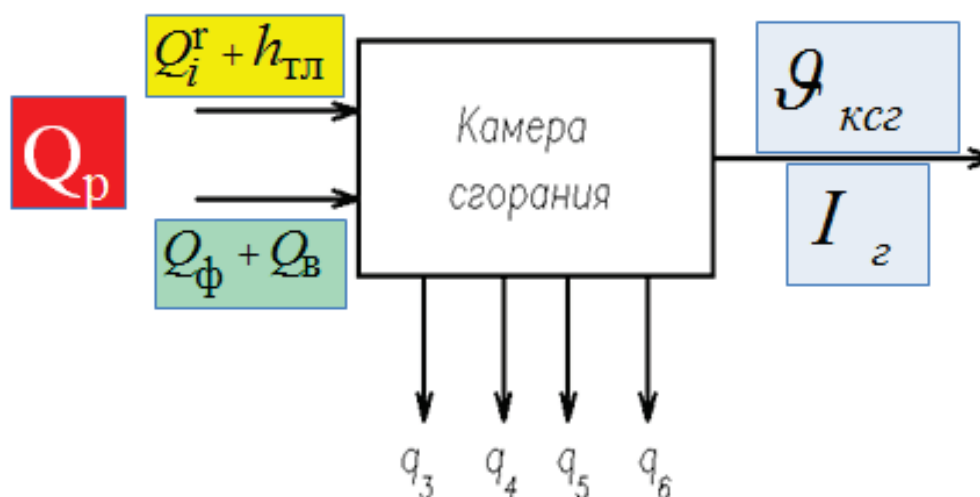 Q_i^r + h_тл
Q_p
Камера
сгорания
Q_ф + Q_в
ϑ_ксг
I_г
q_3 q_4 q_5 q_6